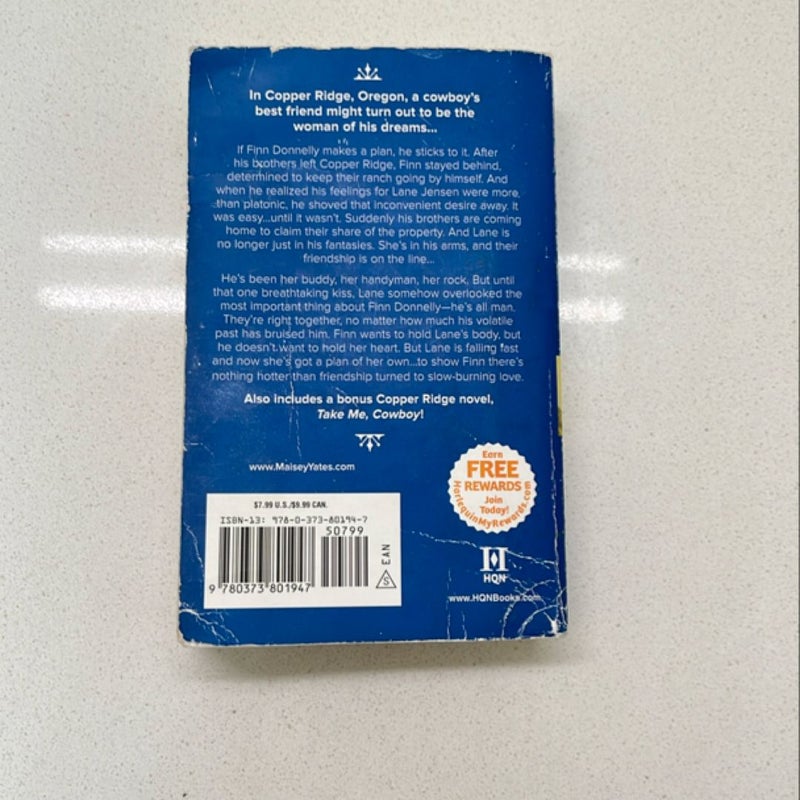 In Copper Ridge, Oregon, a cowboy's
best friend might turn out to be the
woman of his dreams...
If Finn Donnelly makes a plan, he sticks to it. After
his brothers left Copper Ridge, Finn stayed behind,
determined to keep their ranch going by himself. And
when he realized his feelings for Lane Jensen were more
than platonic, he shoved that inconvenient desire away. It
was easy...until it wasn't. Suddenly his brothers are coming
home to claim their share of the property. And Lane is
no longer just in his fantasies. She's in his arms, and their
friendship is on the line...
He's been her buddy, her handyman, her rock. But until
that one breathtaking kiss, Lane somehow overlooked the
most important thing about Finn Donnelly—he's all man.
They're right together, no matter how much his volatile
past has bruised him. Finn wants to hold Lane's body, but
he doesn't want to hold her heart. But Lane is falling fast
and now she's got a plan of her own...to show Finn there's
nothing hotter than friendship turned to slow-burning love.
Also includes a bonus Copper Ridge novel,
Take Me, Cowboy!
www.MaiseyYates.com
Earn
FREE
REWARDS
Join
Today!
HarlequinMyRewards.com
$7.99 U.S./$9.99 CAN.
ISBN-13: 978-0-373-80194-7
50799
EAN
S
9 780373 801947
H
HQN
www.HQNBooks.com